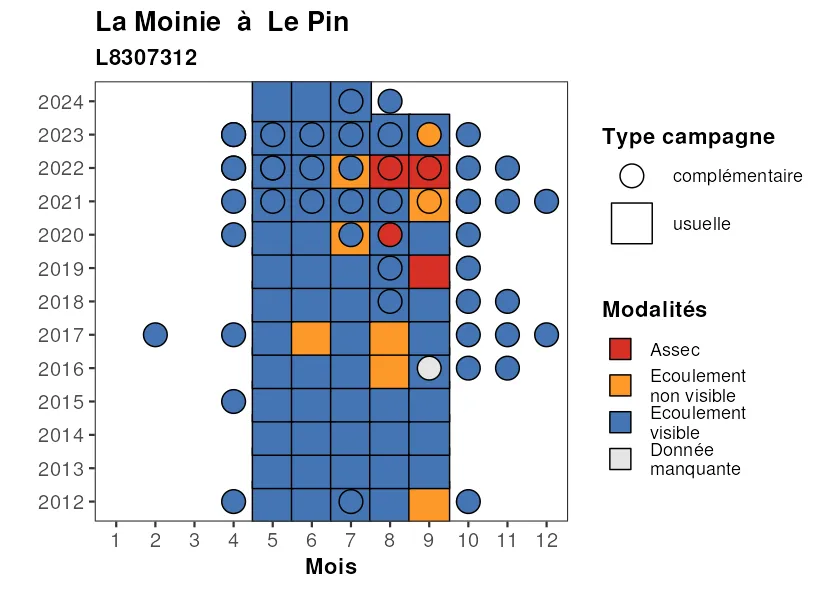 La Moinie  à  Le Pin
L8307312
2024
2023
2022
2021
2020
2019
2018
2017
2016
2015
2014
2013
2012
1 2 3 4 5 6 7 8 9 10 11 12
Mois
Type campagne
complémentaire
usuelle
Modalités
Assec
Ecoulement
non visible
Ecoulement
visible
Donnée
manquante